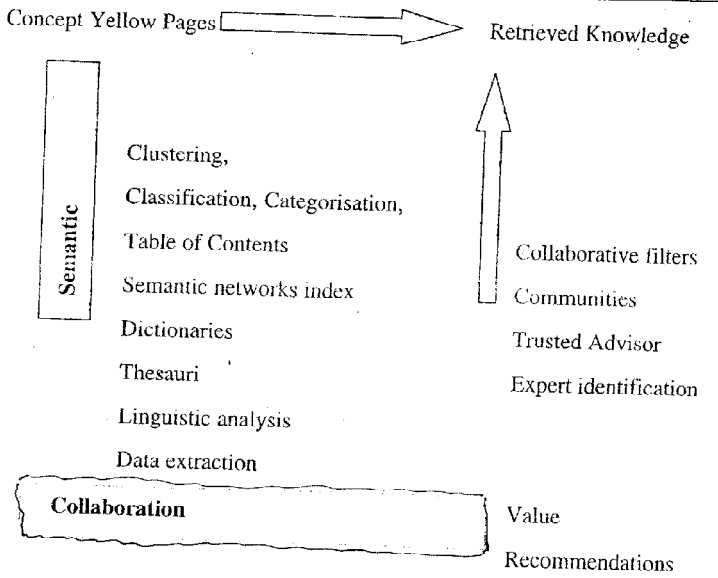 Concept Yellow Pages
Retrieved Knowledge
Semantic
Clustering,
Classification, Categorisation,
Table of Contents
Semantic networks index
Dictionaries
Thesauri
Linguistic analysis
Data extraction
Collaborative filters
Communities
Trusted Advisor
Expert identification
Collaboration
Value
Recommendations